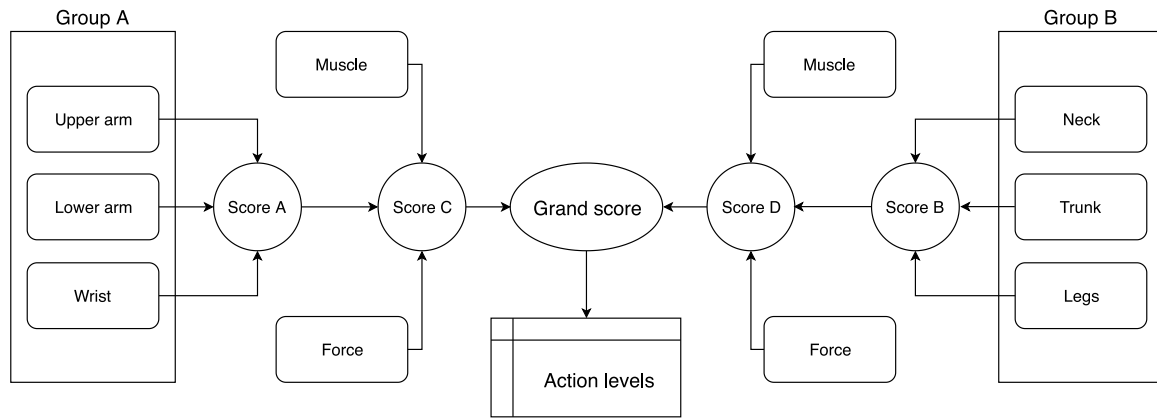 Group A
Group B
Muscle
Muscle
Upper arm
Neck
Lower arm
Score A
Score C
Grand score
Score D
Score B
Trunk
Wrist
Legs
Force
Force
Action levels